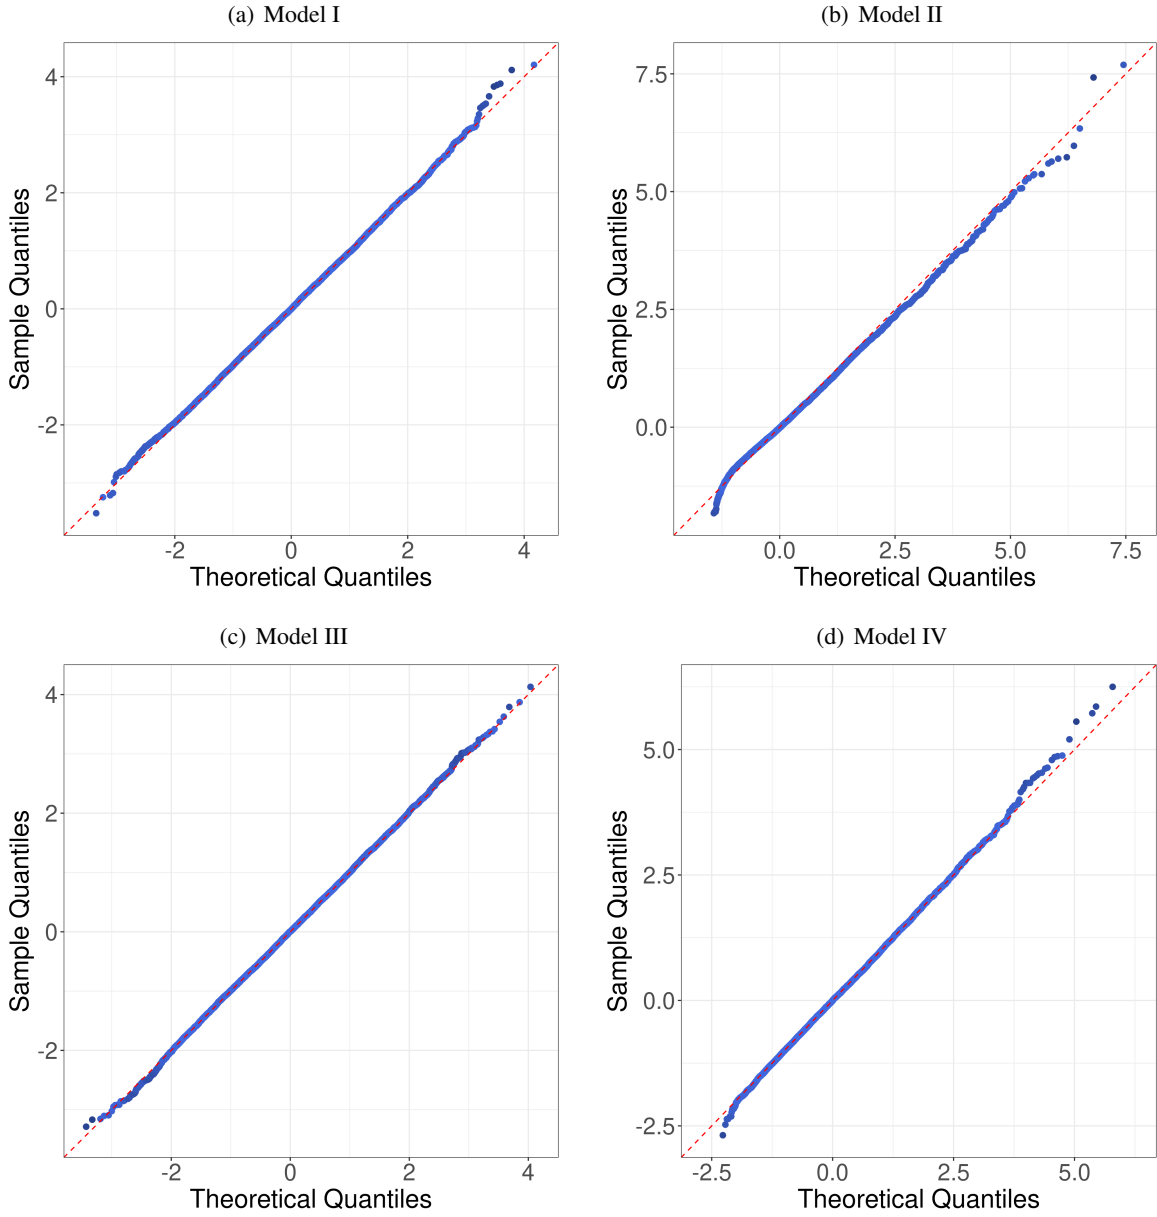 (a) Model I
4
2
0
-2
-2
0
2
4
Sample Quantiles
Theoretical Quantiles
(b) Model II
7.5
5.0
2.5
0.0
0.0
2.5
5.0
7.5
Sample Quantiles
Theoretical Quantiles
(c) Model III
4
2
0
-2
-2
0
2
4
Sample Quantiles
Theoretical Quantiles
(d) Model IV
5.0
2.5
0.0
-2.5
-2.5
0.0
2.5
5.0
Sample Quantiles
Theoretical Quantiles